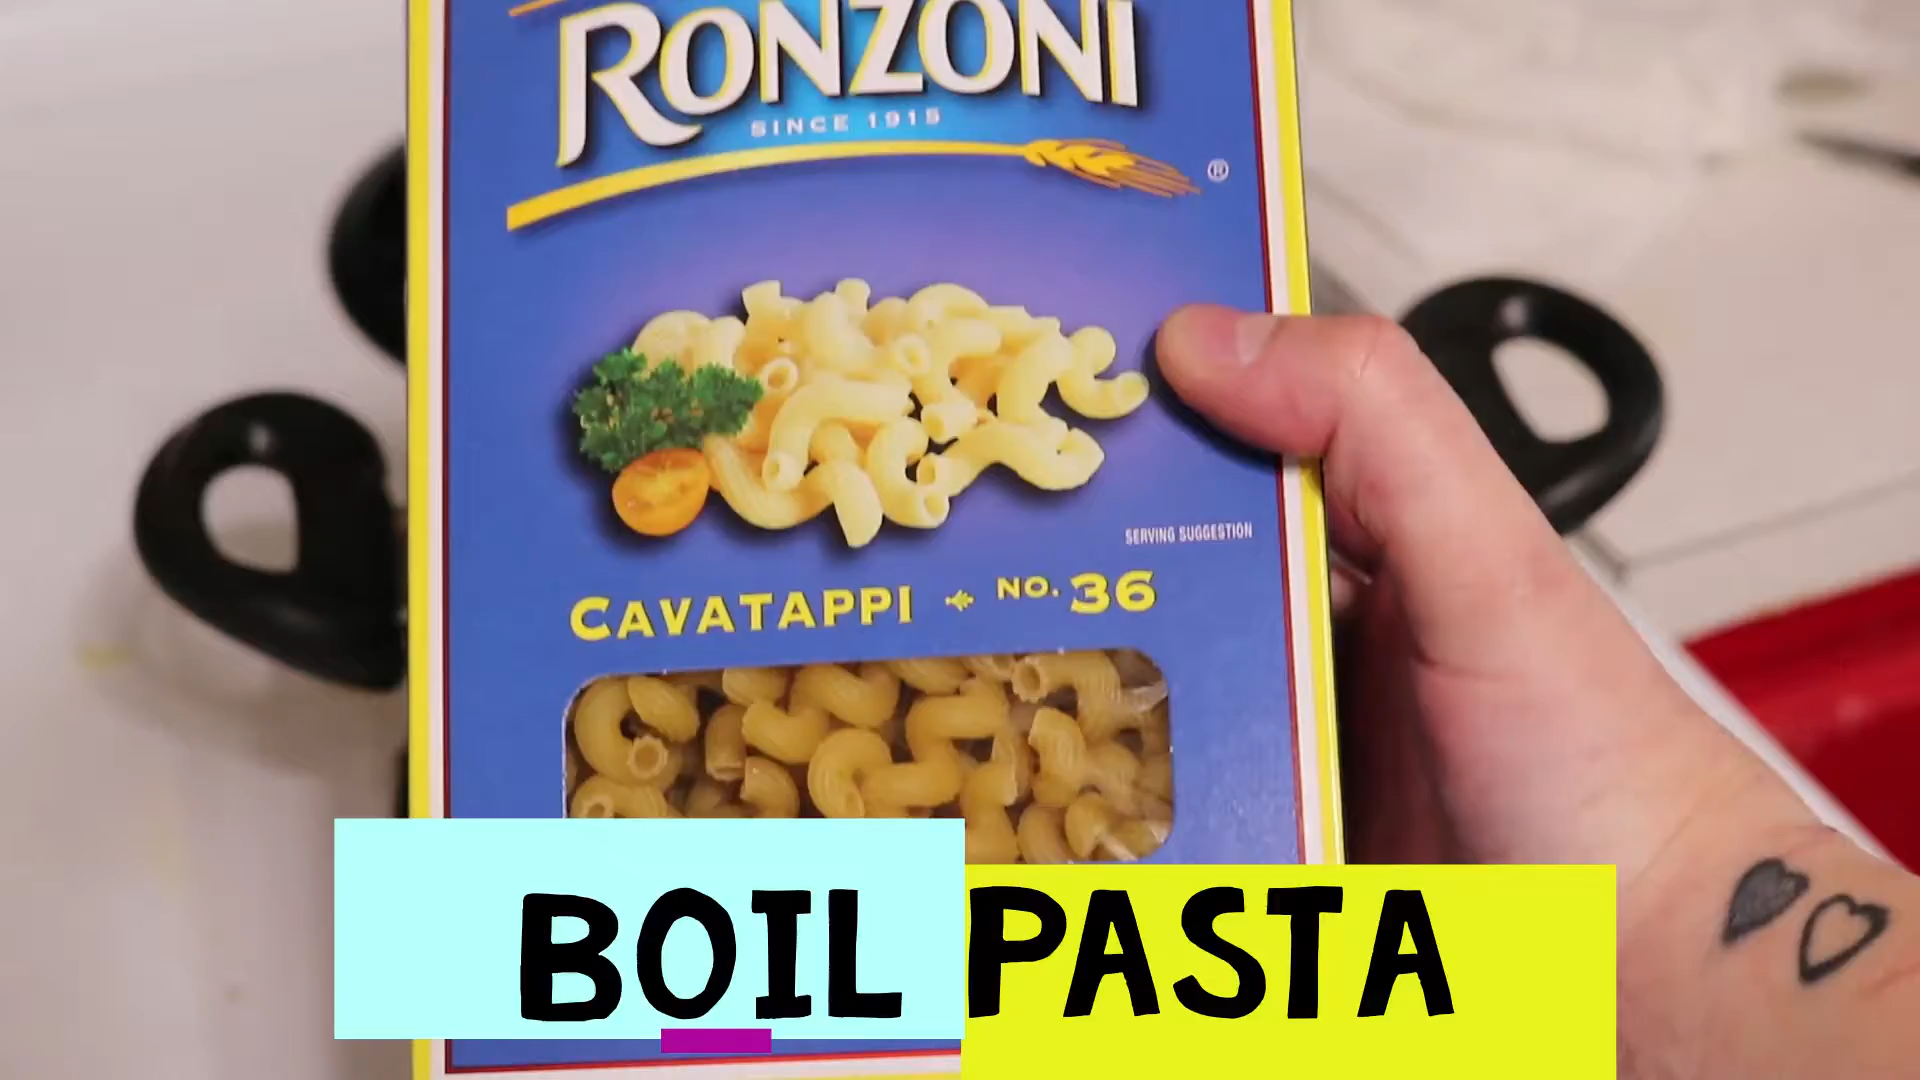 RONZONI
SINCE 1915
®
SERVING SUGGESTION
CAVATAPPI NO. 36
BOIL PASTA